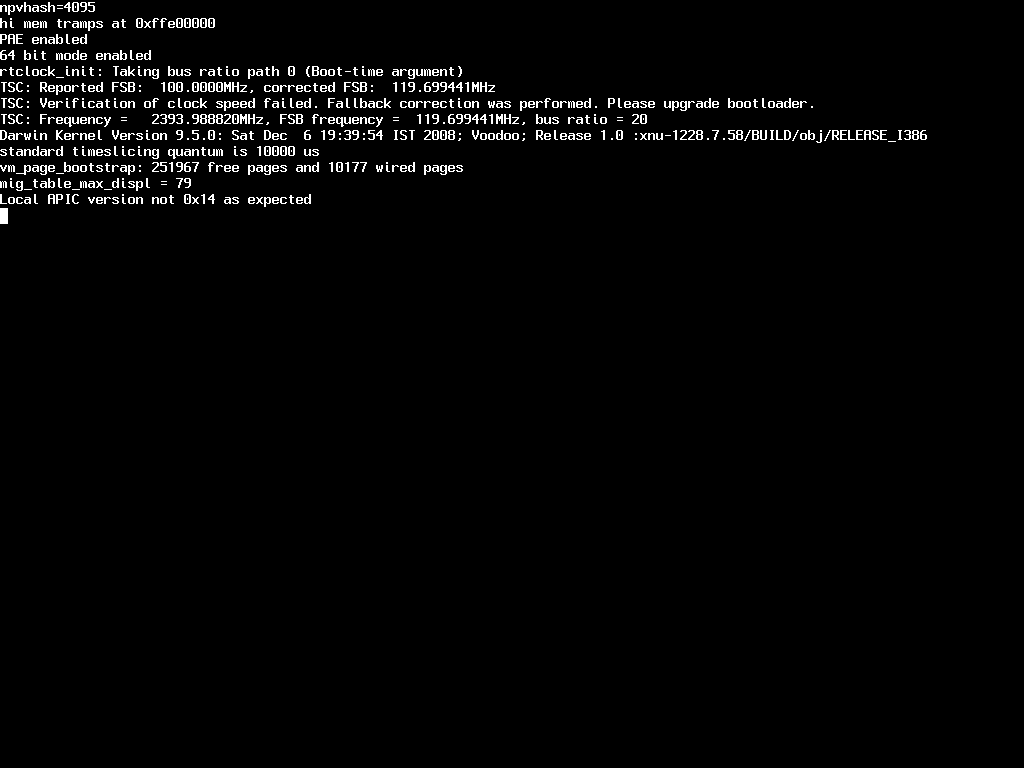 npvhash=4095
hi mem tramps at 0xffe00000
PAE enabled
64 bit mode enabled
rtclock_init: Taking bus ratio path 0 (Boot-time argument)
TSC: Reported FSB:  100.0000MHz, corrected FSB:  119.699441MHz
TSC: Verification of clock speed failed. Fallback correction was performed. Please upgrade bootloader.
TSC: Frequency =   2393.988820MHz, FSB frequency =  119.699441MHz, bus ratio = 20
Darwin Kernel Version 9.5.0: Sat Dec  6 19:39:54 IST 2008; Voodoo; Release 1.0 :xnu-1228.7.58/BUILD/obj/RELEASE_I386
standard timeslicing quantum is 10000 us
vm_page_bootstrap: 251967 free pages and 10177 wired pages
mig_table_max_displ = 79
Local APIC version not 0x14 as expected